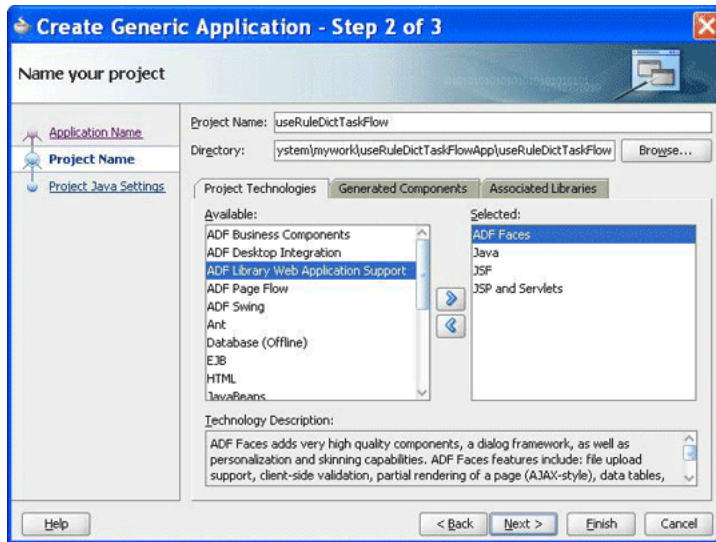 Create Generic Application - Step 2 of 3
Name your project
Application Name
Project Name
Project Java Settings
Project Name: useRuleDictTaskFlow
Directory: ystem\mywork\useRuleDictTaskFlowApp\useRuleDictTaskFlow Browse...
Project Technologies Generated Components Associated Libraries
Available:
ADF Business Components
ADF Desktop Integration
ADF Library Web Application Support
ADF Page Flow
ADF Swing
Ant
Database (Offline)
EJB
HTML
JavaBeans
Selected:
ADF Faces
Java
JSF
JSP and Servlets
Technology Description:
ADF Faces adds very high quality components, a dialog framework, as well as
personalization and skinning capabilities. ADF Faces features include: file upload
support, client-side validation, partial rendering of a page (AJAX-style), data tables,
Help < Back Next > Finish Cancel